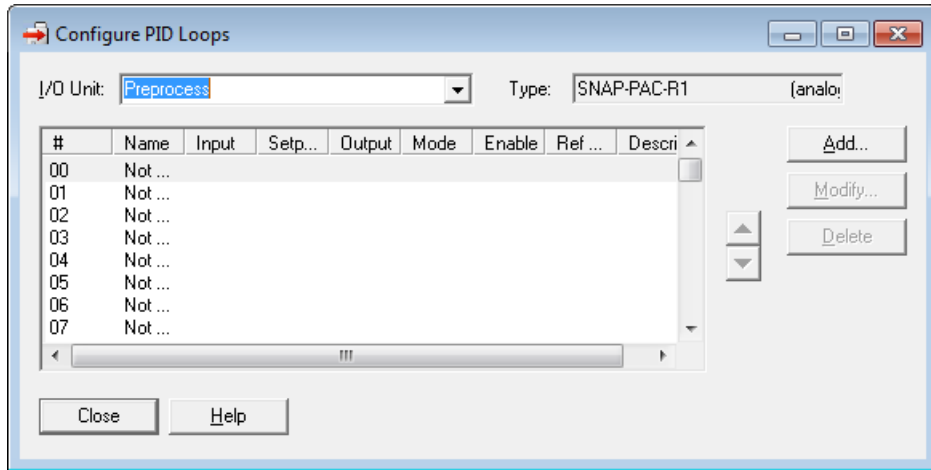 Configure PID Loops
I/O Unit: Preprocess Type: SNAP-PAC-R1 (analo
# Name Input Setp... Output Mode Enable Ref ... Descri
00 Not ...
01 Not ...
02 Not ...
03 Not ...
04 Not ...
05 Not ...
06 Not ...
07 Not ...
Add...
Modify...
Delete
Close Help